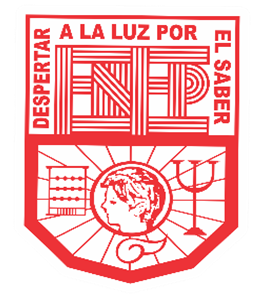 DESPERTAR
A LA LUZ POR
EL SABER
ENP